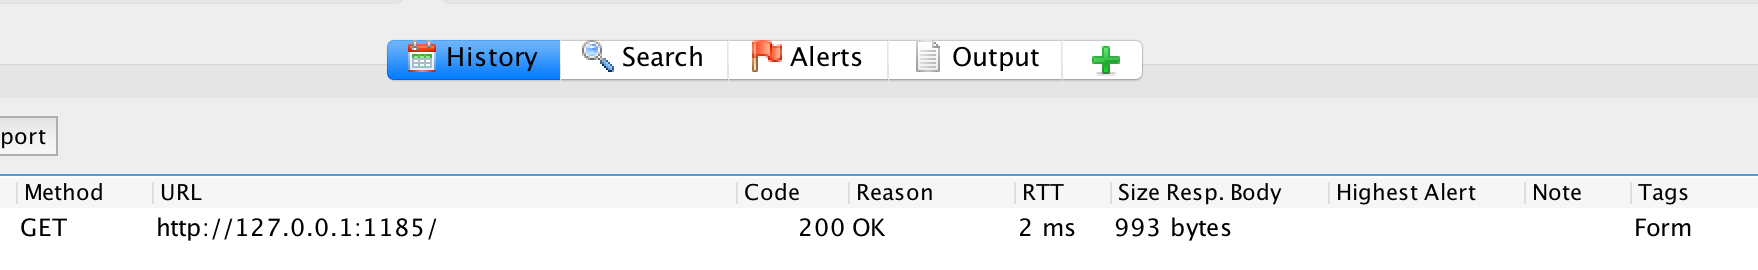 History Search Alerts Output
port
Method URL Code Reason RTT Size Resp. Body Highest Alert Note Tags
GET http://127.0.0.1:1185/ 200 OK 2 ms 993 bytes Form